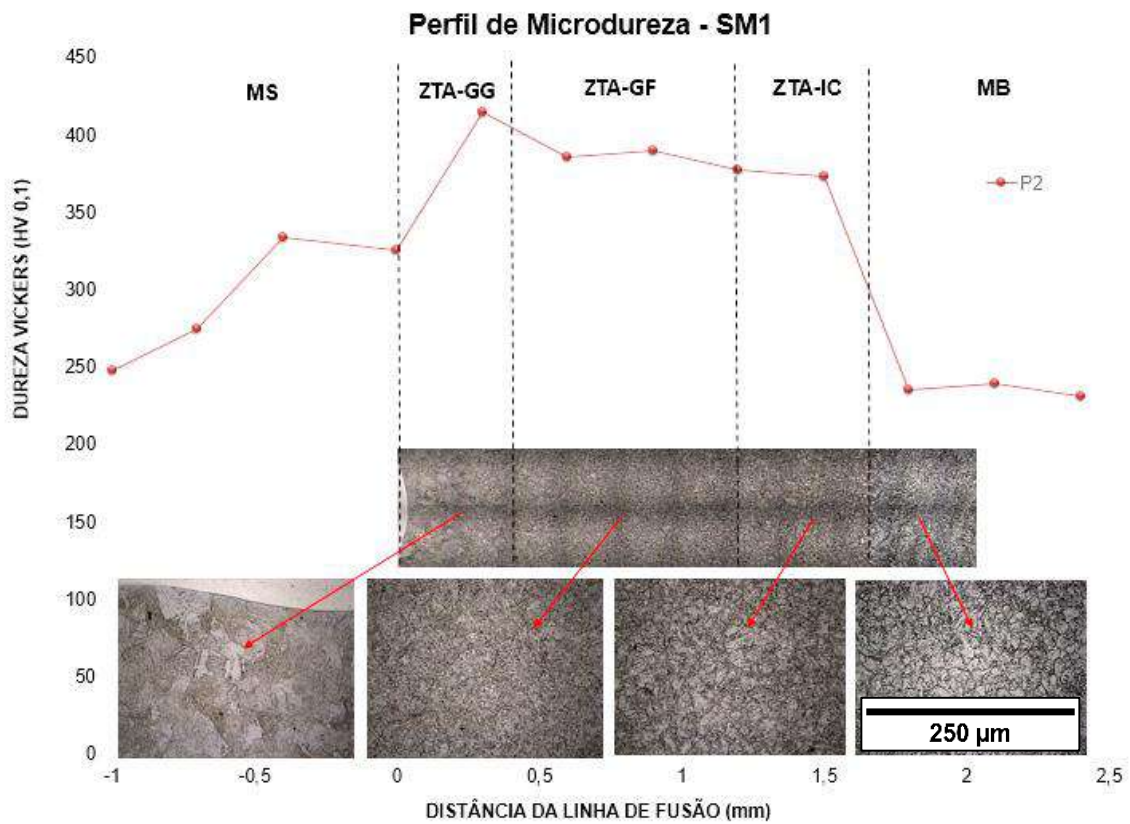 Perfil de Microdureza - SM1
450
400
350
300
250
200
150
100
50
0
DUREZA VICKERS (HV 0,1)
MS
ZTA-GG
ZTA-GF
ZTA-IC
MB
P2
250 µm
-1
-0,5
0
0,5
1
1,5
2
2,5
DISTÂNCIA DA LINHA DE FUSÃO (mm)